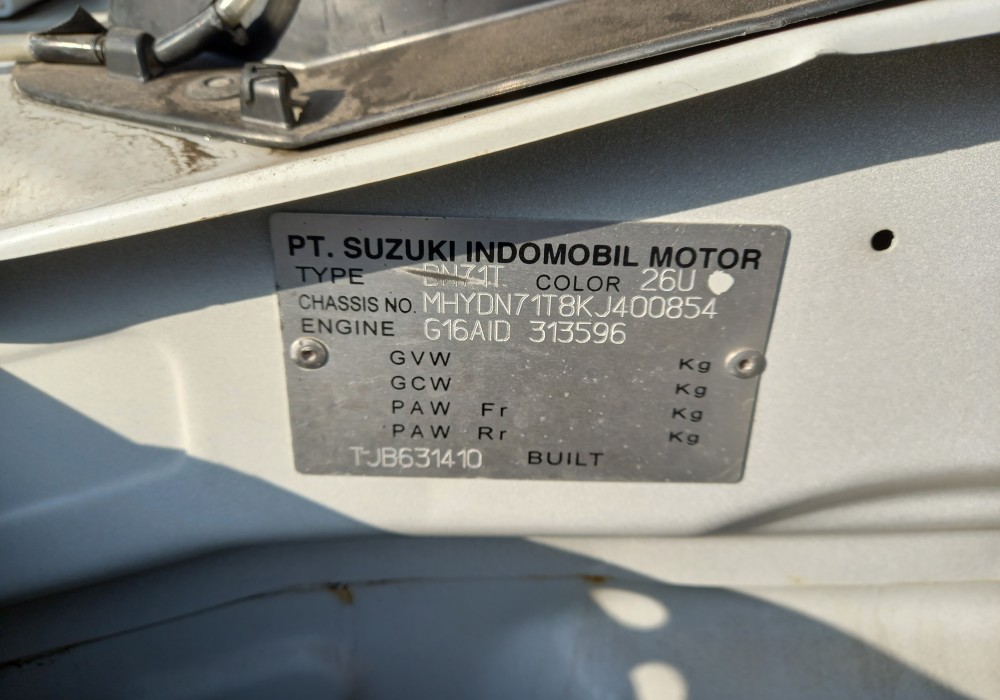 PT. SUZUKI INDOMOBIL MOTOR
TYPE DN71T COLOR 26U
CHASSIS NO. MHYDN71T8KJ400854
ENGINE G16AID 313596
GVW Kg
GCW Kg
PAW Fr Kg
PAW Rr Kg
TJB631410 BUILT